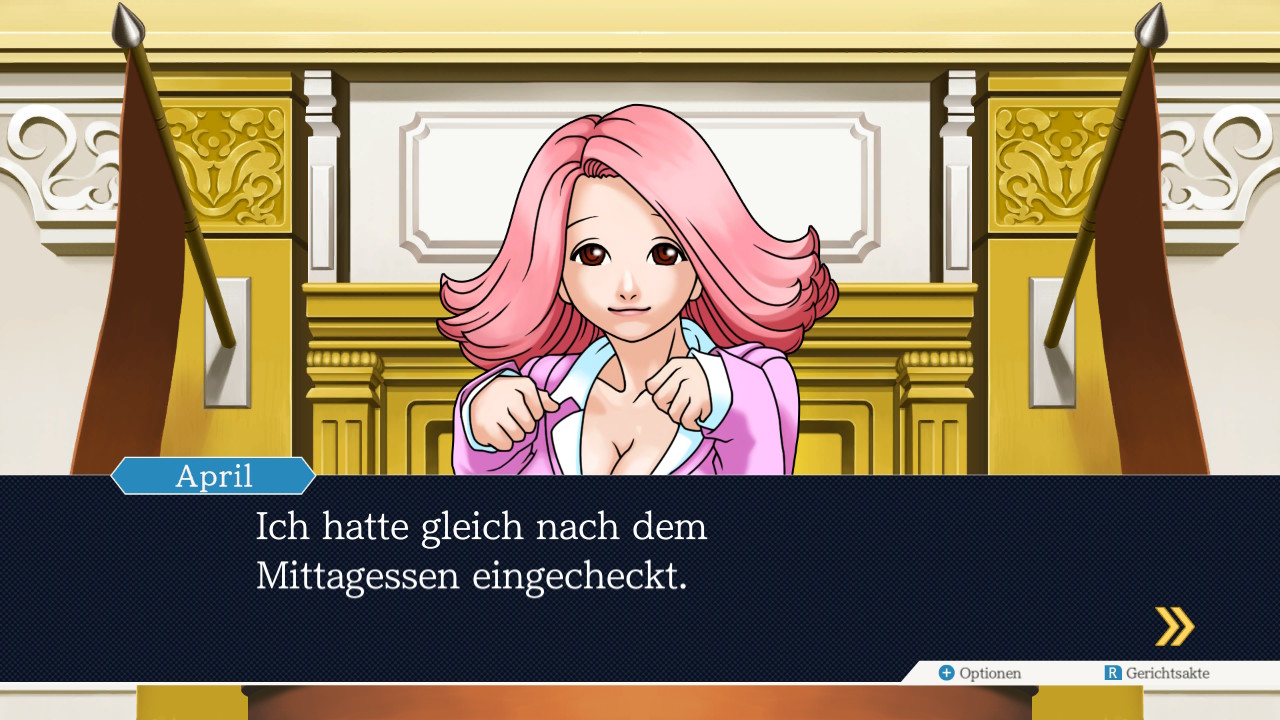 April
Ich hatte gleich nach dem
Mittagessen eingecheckt.
+ Optionen
R Gerichtsakte